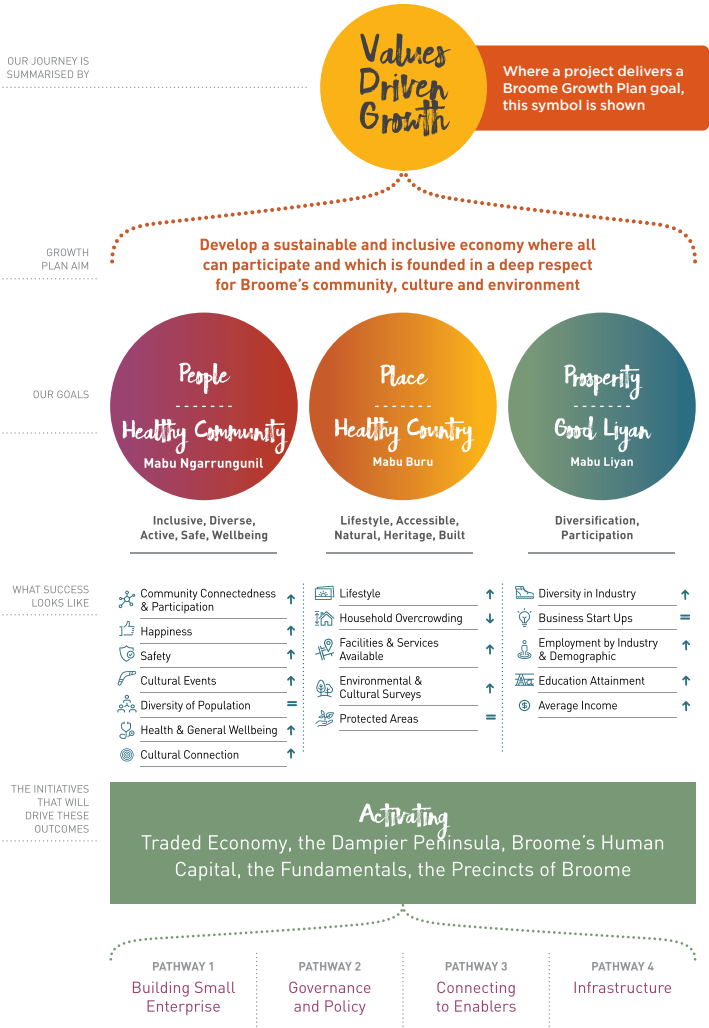 OUR JOURNEY IS
SUMMARISED BY
Values
Driven
Growth
Where a project delivers a
Broome Growth Plan goal,
this symbol is shown
GROWTH
PLAN AIM
Develop a sustainable and inclusive economy where all
can participate and which is founded in a deep respect
for Broome's community, culture and environment
OUR GOALS
People
Healthy Community
Mabu Ngarrungunil
Place
Healthy Country
Mabu Buru
Prosperity
Good Liyan
Mabu Liyan
Inclusive, Diverse,
Active, Safe, Wellbeing
Lifestyle, Accessible,
Natural, Heritage, Built
Diversification,
Participation
WHAT SUCCESS
LOOKS LIKE
Community Connectedness
& Participation
Happiness
Safety
Cultural Events
Diversity of Population
Health & General Wellbeing
Cultural Connection
Lifestyle
Household Overcrowding
Facilities & Services
Available
Environmental &
Cultural Surveys
Protected Areas
Diversity in Industry
Business Start Ups
Employment by Industry
& Demographic
Education Attainment
Average Income
THE INITIATIVES
THAT WILL
DRIVE THESE
OUTCOMES
Activating
Traded Economy, the Dampier Peninsula, Broome's Human
Capital, the Fundamentals, the Precincts of Broome
PATHWAY 1
Building Small
Enterprise
PATHWAY 2
Governance
and Policy
PATHWAY 3
Connecting
to Enablers
PATHWAY 4
Infrastructure